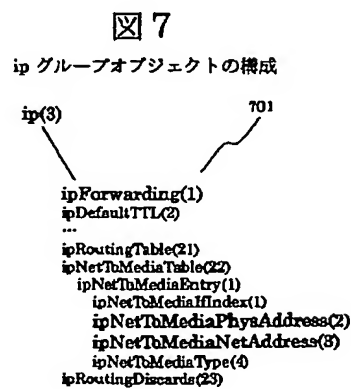 図7
ip グループオブジェクトの構成
ip(3)
701
ipForwarding(1)
ipDefaultTTL(2)
...
ipRoutingTable(21)
ipNetToMediaTable(22)
ipNetToMediaEntry(1)
ipNetToMediaIfIndex(1)
ipNetToMediaPhysAddress(2)
ipNetToMediaNetAddress(3)
ipNetToMediaType(4)
ipRoutingDiscards(23)